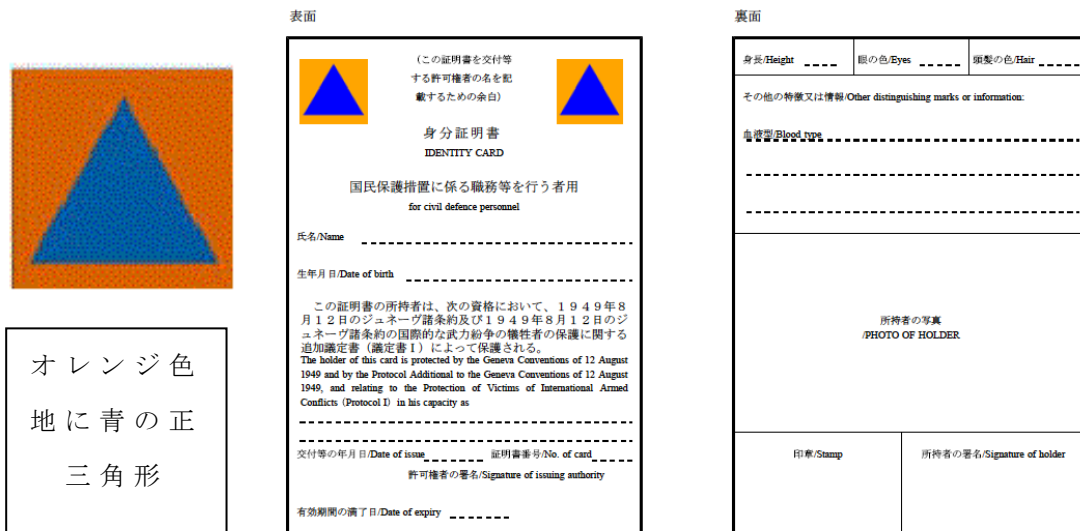 表面
裏面
(この証明書を交付等
する許可権者の名を記
載するための余白)
身分証明書
IDENTITY CARD
国民保護措置に係る職務等を行う者用
for civil defence personnel
氏名/Name
生年月日/Date of birth
この証明書の所持者は、次の資格において、1949年8
月12日のジュネーヴ諸条約及び1949年8月12日のジ
ュネーヴ諸条約の国際的な武力紛争の犠牲者の保護に関する
追加議定書(議定書Ⅰ)によって保護される。
The holder of this card is protected by the Geneva Conventions of 12 August
1949 and by the Protocol Additional to the Geneva Conventions of 12 August
1949, and relating to the Protection of Victims of International Armed
Conflicts (Protocol I) in his capacity as
交付等の年月日/Date of issue 証明書番号/No. of card
許可権者の署名/Signature of issuing authority
有効期間の満了日/Date of expiry
身長/Height 眼の色/Eyes 頭髪の色/Hair
その他の特徴又は情報/Other distinguishing marks or information:
血液型/Blood type
所持者の写真
/PHOTO OF HOLDER
印章/Stamp 所持者の署名/Signature of holder
オレンジ色
地に青の正
三角形